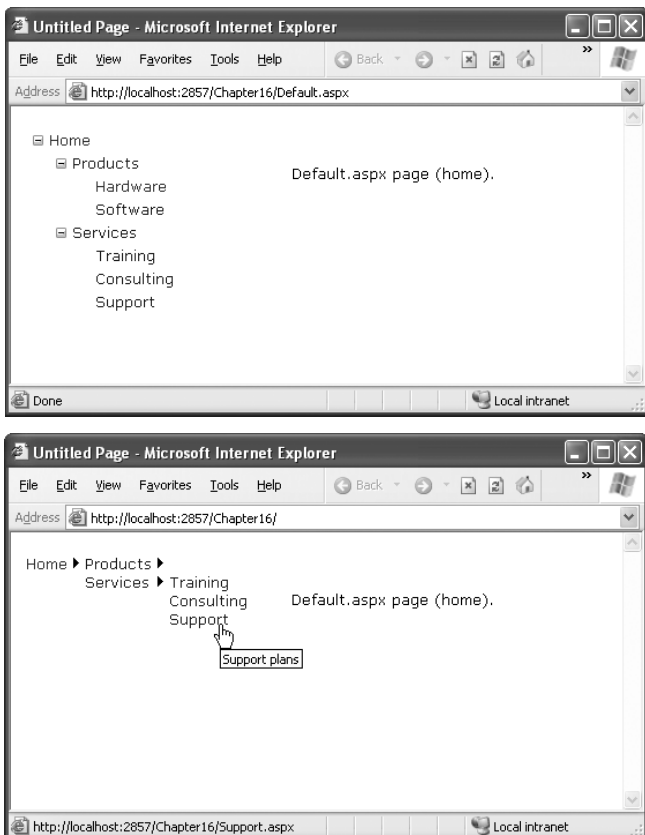 Untitled Page - Microsoft Internet Explorer
File Edit View Favorites Tools Help Back »
Address http://localhost:2857/Chapter16/Default.aspx
Home
Products
Hardware
Software
Services
Training
Consulting
Support
Default.aspx page (home).
Done Local intranet
Untitled Page - Microsoft Internet Explorer
File Edit View Favorites Tools Help Back »
Address http://localhost:2857/Chapter16/
Home Products
Services Training
Consulting
Support
Default.aspx page (home).
Support plans
http://localhost:2857/Chapter16/Support.aspx Local intranet